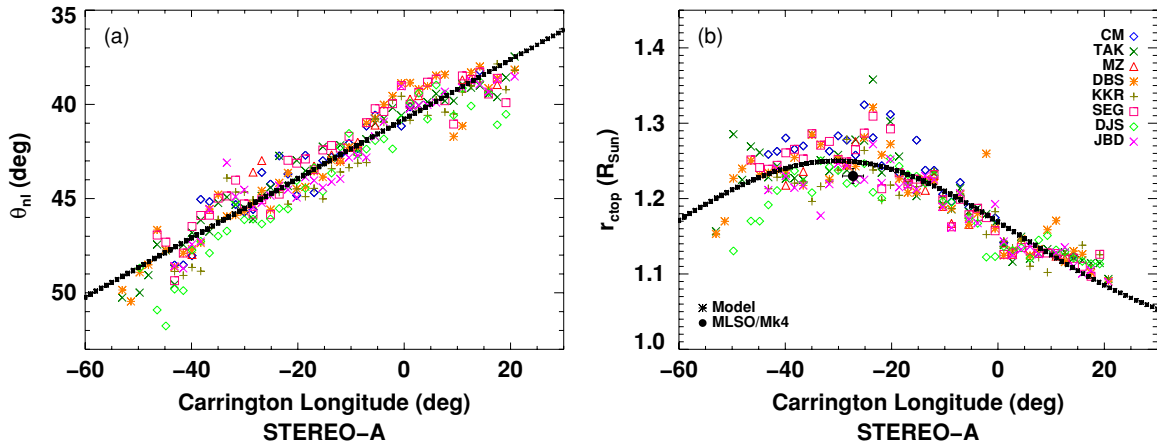 (a)
35
40
45
50
θnl (deg)
−60 −40 −20 0 20
Carrington Longitude (deg)
STEREO−A
(b)
1.4
1.3
1.2
1.1
1.0
rctop (RSun)
CM
TAK
MZ
DBS
KKR
SEG
DJS
JBD
Model
MLSO/Mk4
−60 −40 −20 0 20
Carrington Longitude (deg)
STEREO−A